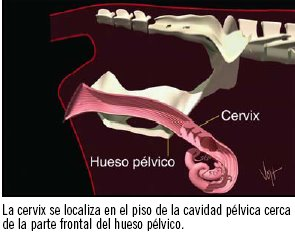 Cervix
Hueso pélvico
La cervix se localiza en el piso de la cavidad pélvica cerca
de la parte frontal del hueso pélvico.